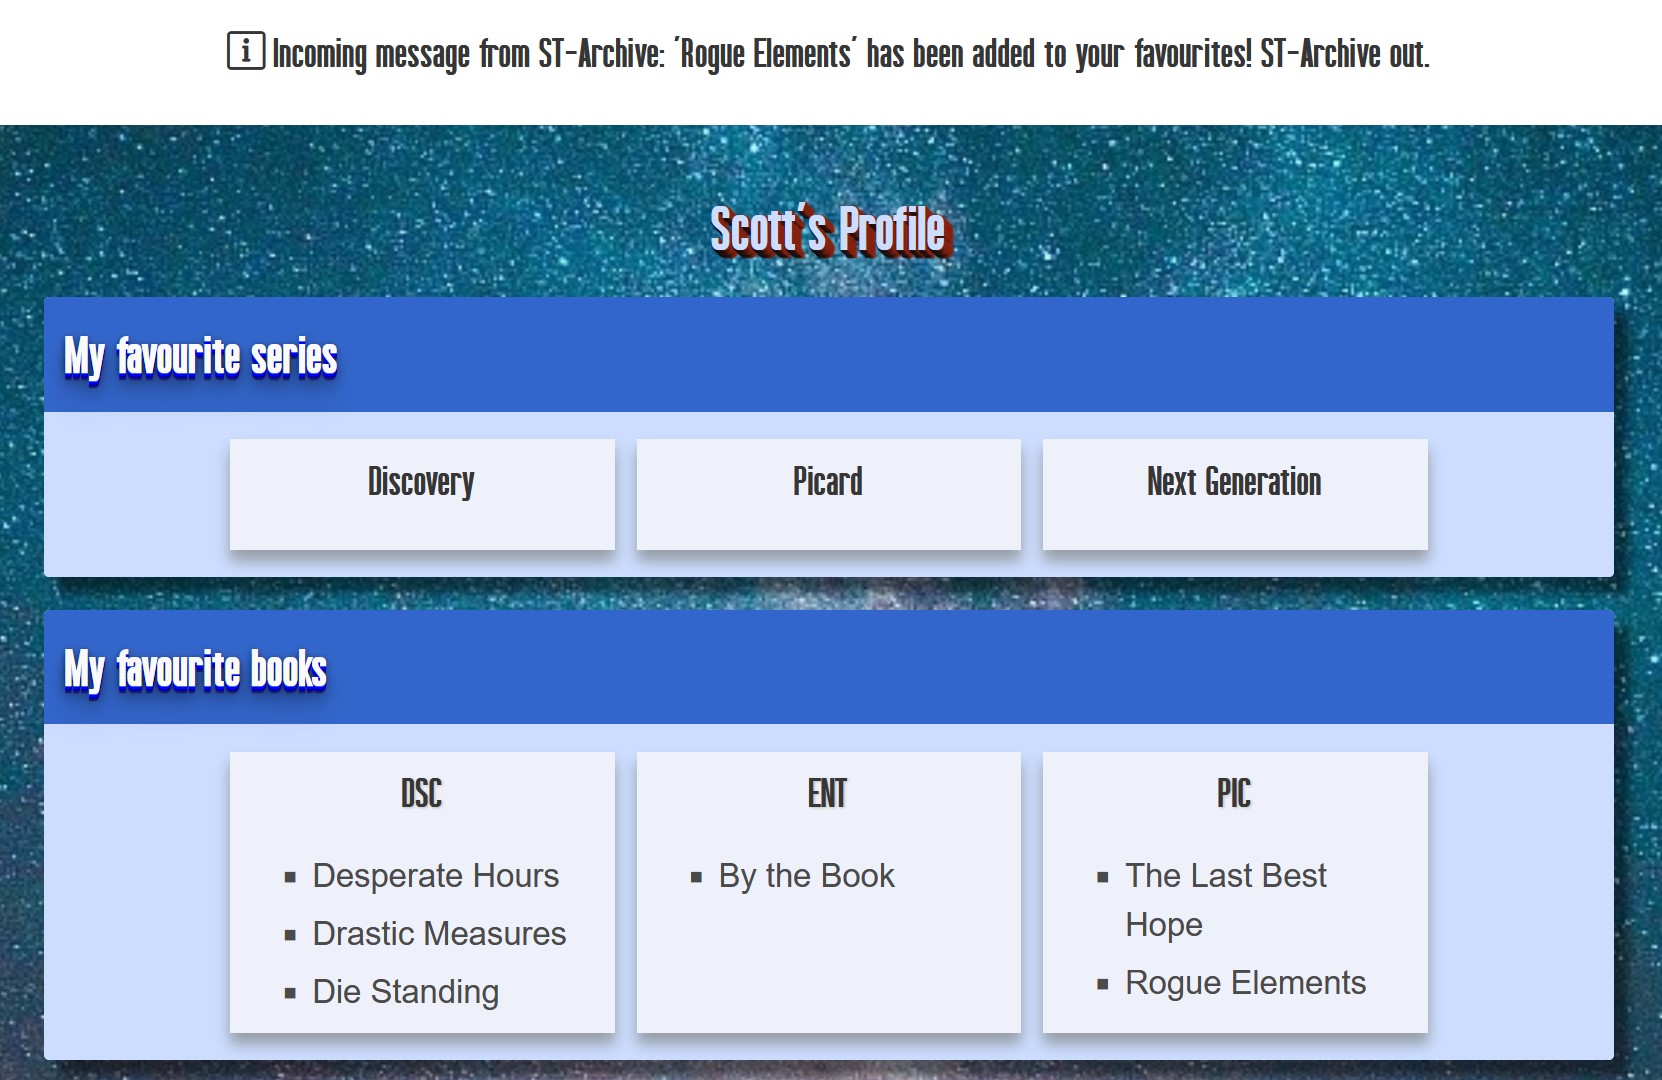 i Incoming message from ST-Archive: 'Rogue Elements' has been added to your favourites! ST-Archive out.
Scott's Profile
My favourite series
Discovery
Picard
Next Generation
My favourite books
DSC
Desperate Hours
Drastic Measures
Die Standing
ENT
By the Book
PIC
The Last Best
Hope
Rogue Elements